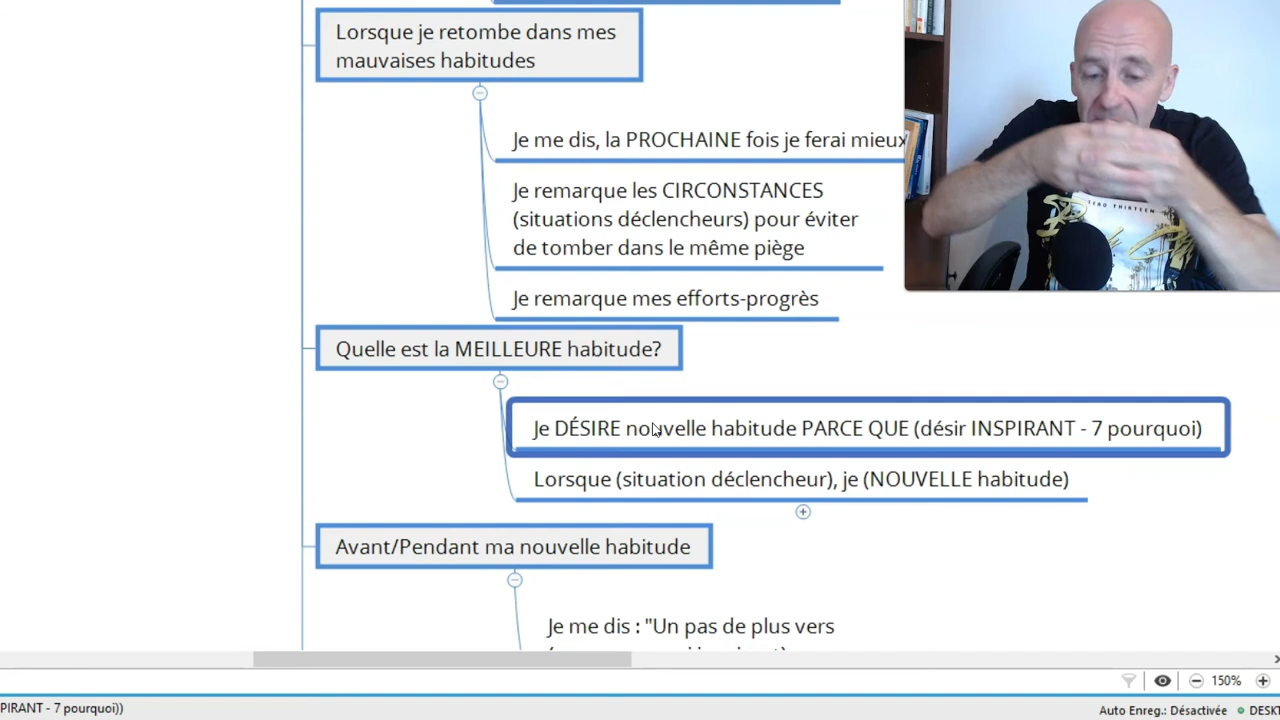 Lorsque je retombe dans mes
mauvaises habitudes
Je me dis, la PROCHAINE fois je ferai mieux
Je remarque les CIRCONSTANCES
(situations déclencheurs) pour éviter
de tomber dans le même piège
Je remarque mes efforts-progrès
Quelle est la MEILLEURE habitude?
Je DÉSIRE nouvelle habitude PARCE QUE (désir INSPIRANT - 7 pourquoi)
Lorsque (situation déclencheur), je (NOUVELLE habitude)
Avant/Pendant ma nouvelle habitude
Je me dis : "Un pas de plus vers
150%
PIRANT - 7 pourquoi))
Auto Enreg.: Désactivée
DESKT
ZERO THIRTEEN